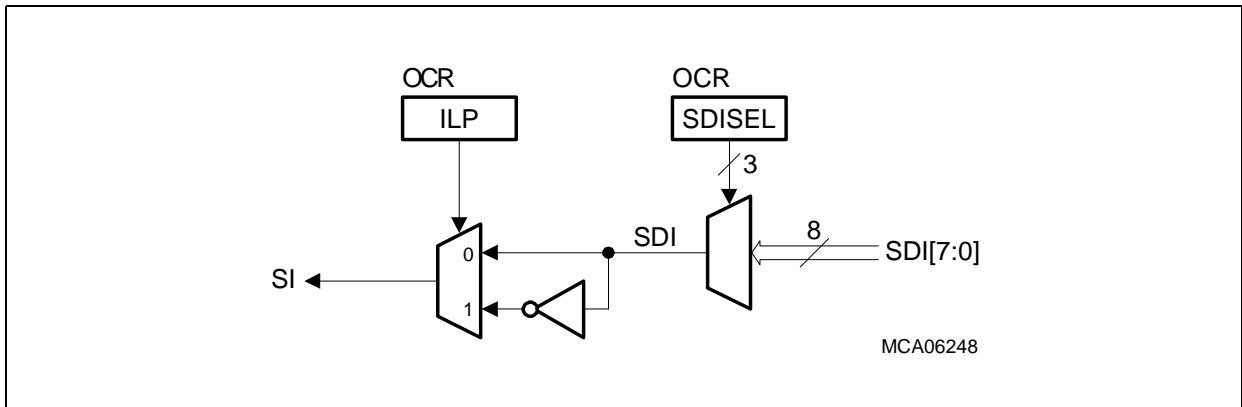 OCR
OCR
ILP
SDISEL
3
8
SDI
SDI[7:0]
0
SI
1
MCA06248